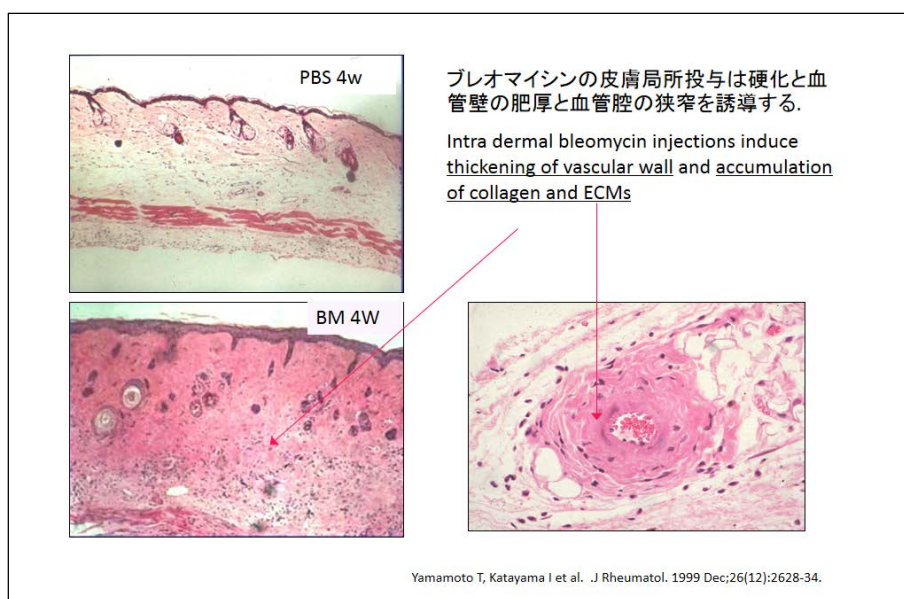 PBS 4w
ブレオマイシンの皮膚局所投与は硬化と血
管壁の肥厚と血管腔の狭窄を誘導する.
Intra dermal bleomycin injections induce
thickening of vascular wall and accumulation
of collagen and ECMs
BM 4W
Yamamoto T, Katayama I et al. .J Rheumatol. 1999 Dec;26(12):2628-34.